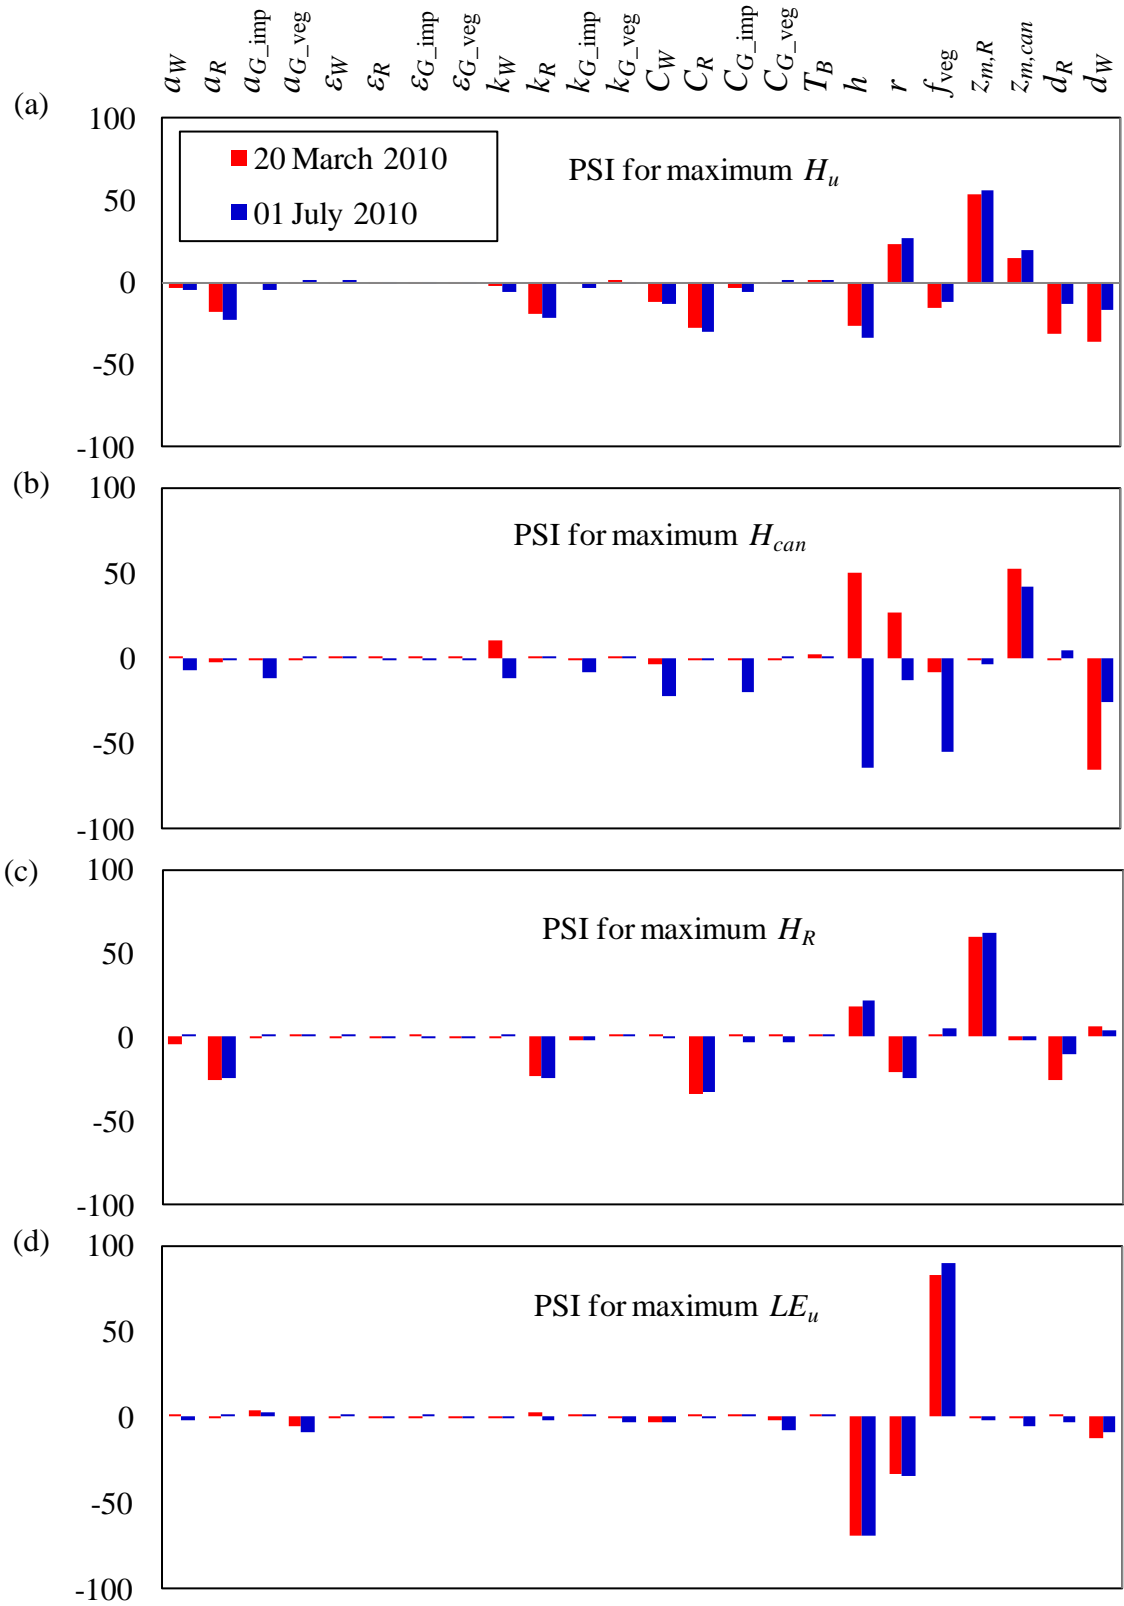 a_W a_R a_G_imp a_G_veg ε_W ε_R ε_G_imp ε_G_veg k_W k_R k_G_imp k_G_veg C_W C_R C_G_imp C_G_veg T_B h r f_veg z_m,R z_m,can d_R d_W
(a)
100
50
0
-50
-100
20 March 2010
01 July 2010
PSI for maximum H_u
(b)
100
50
0
-50
-100
PSI for maximum H_can
(c)
100
50
0
-50
-100
PSI for maximum H_R
(d)
100
50
0
-50
-100
PSI for maximum LE_u